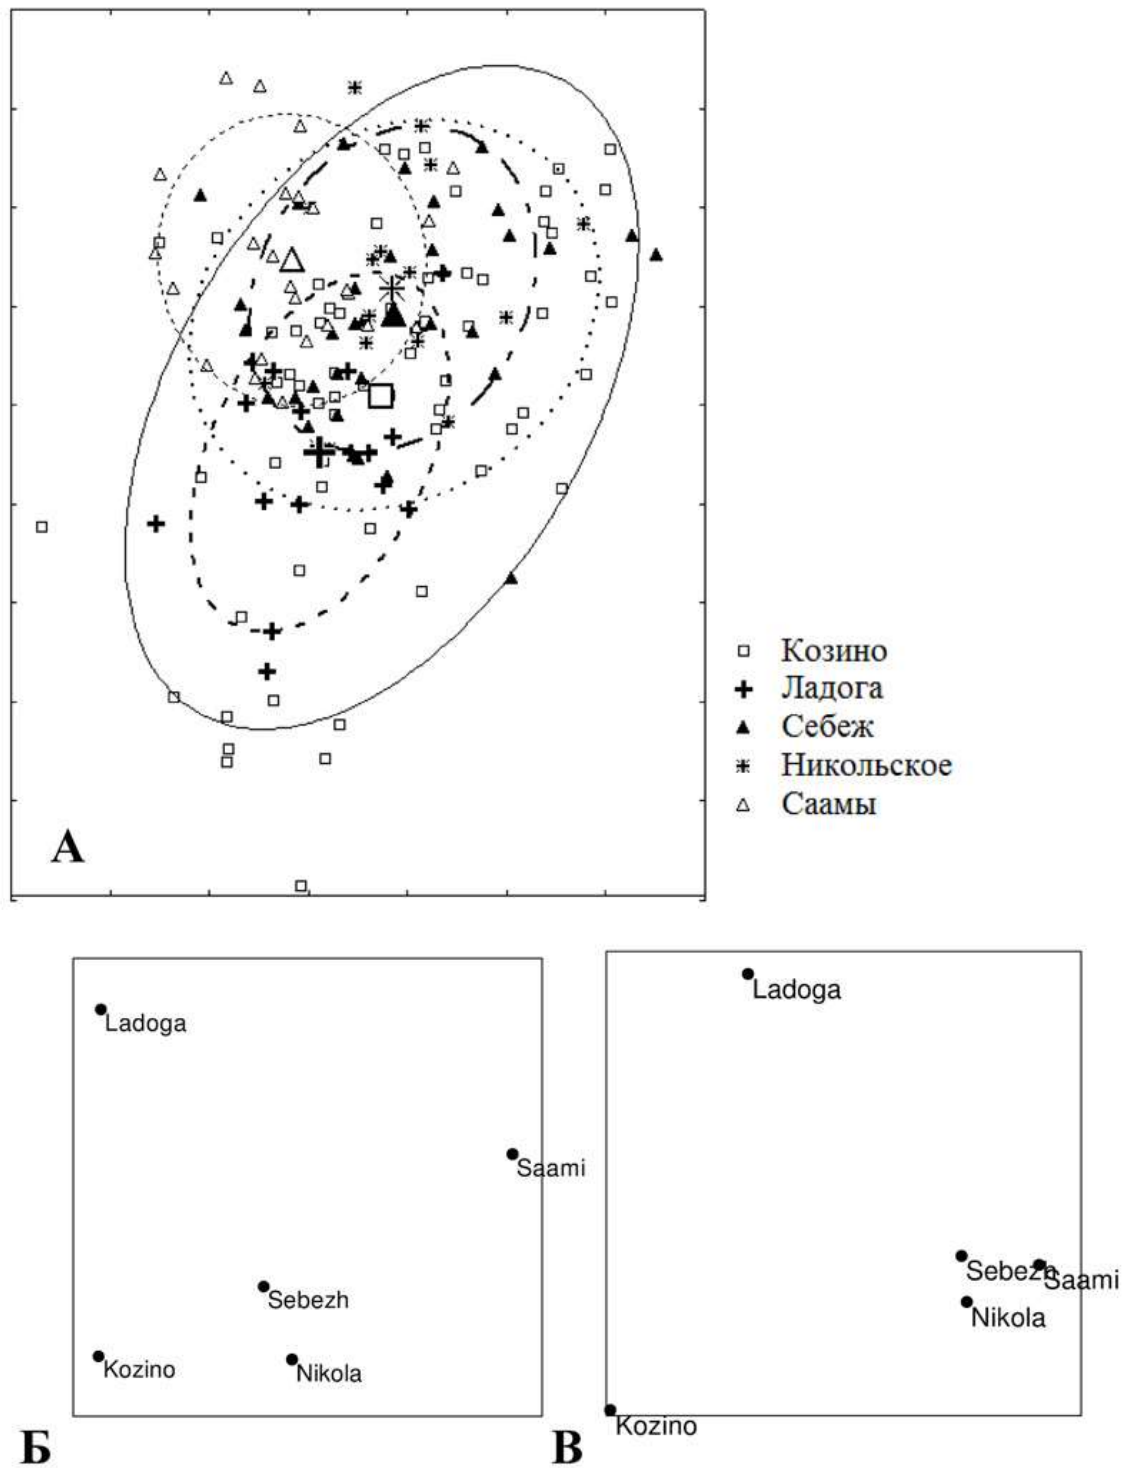 Козино
Ладога
Себеж
Никольское
Саамы
А
Ladoga
Saami
Sebezh
Kozino
Nikola
Б
Ladoga
Sebezh
Saami
Nikola
Kozino
В